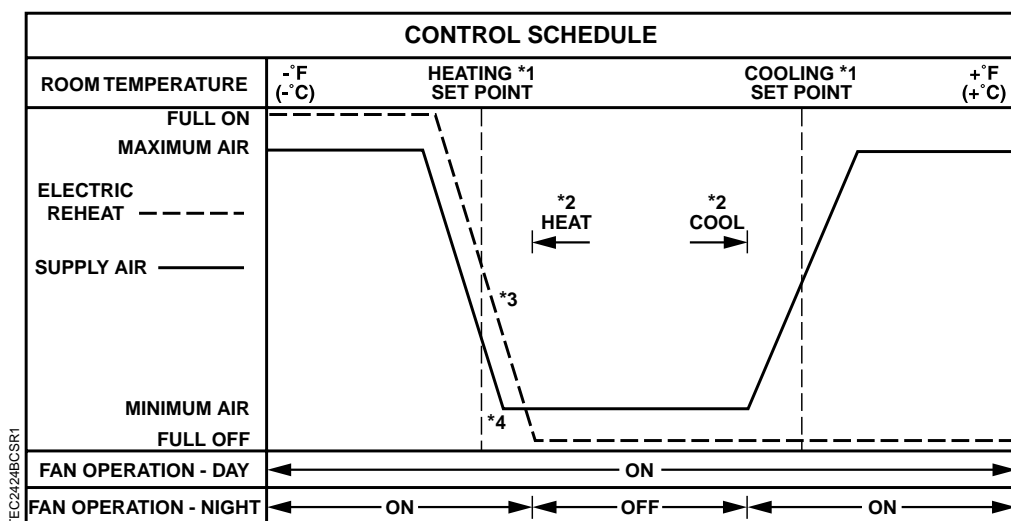 CONTROL SCHEDULE
ROOM TEMPERATURE
-˚F
(-˚C)
HEATING *1
SET POINT
COOLING *1
SET POINT
+˚F
(+˚C)
FULL ON
MAXIMUM AIR
ELECTRIC
REHEAT
*2
HEAT
*2
COOL
SUPPLY AIR
*3
MINIMUM AIR
*4
FULL OFF
TEC2424BCSR1
FAN OPERATION - DAY
ON
FAN OPERATION - NIGHT
ON
OFF
ON